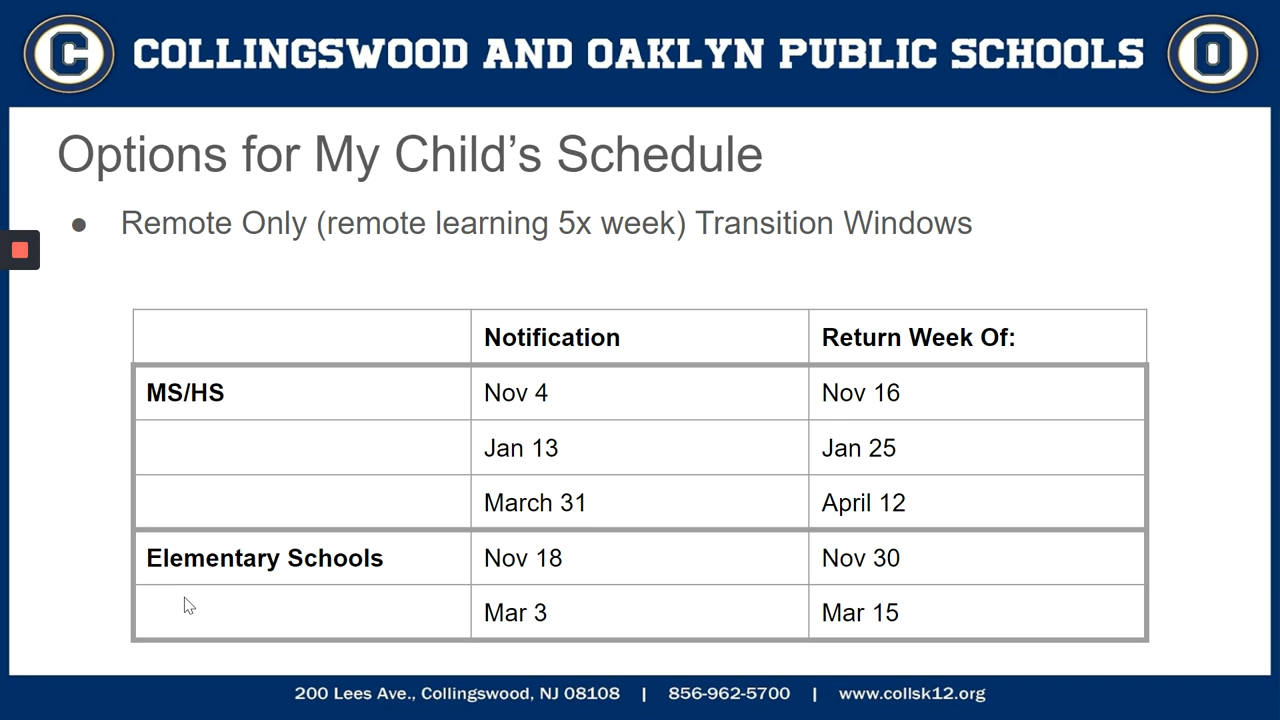 C COLLINGSWOOD AND OAKLYN PUBLIC SCHOOLS O
Options for My Child's Schedule
● Remote Only (remote learning 5x week) Transition Windows
Notification Return Week Of:
MS/HS Nov 4 Nov 16
Jan 13 Jan 25
March 31 April 12
Elementary Schools Nov 18 Nov 30
Mar 3 Mar 15
200 Lees Ave., Collingswood, NJ 08108 | 856-962-5700 | www.collsk12.org